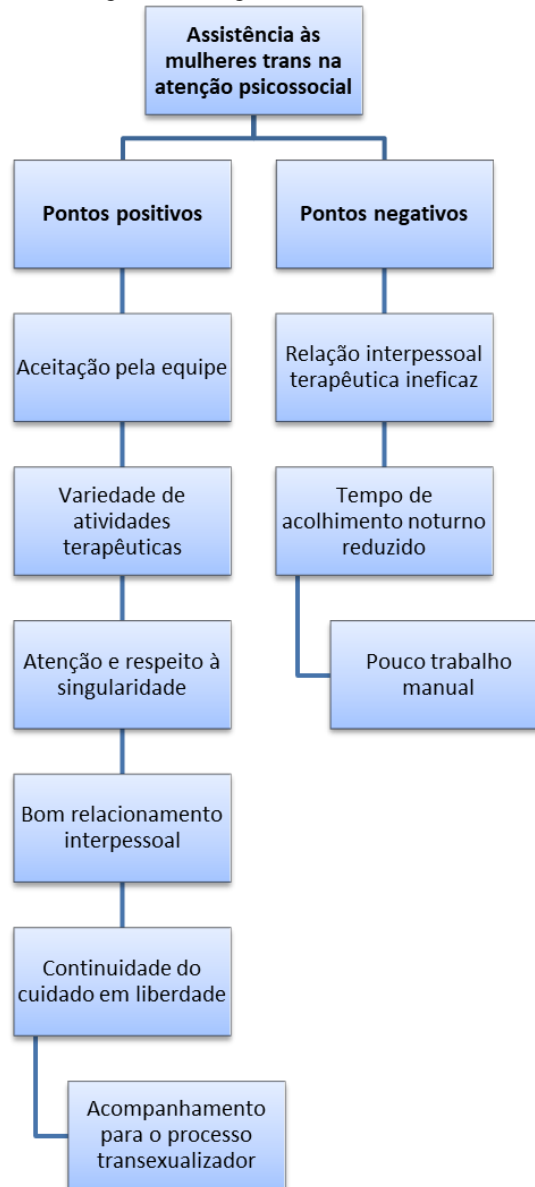 Assistência às
mulheres trans na
atenção psicossocial
Pontos positivos
Aceitação pela equipe
Variedade de
atividades
terapêuticas
Atenção e respeito à
singularidade
Bom relacionamento
interpessoal
Continuidade do
cuidado em liberdade
Acompanhamento
para o processo
transexualizador
Pontos negativos
Relação interpessoal
terapêutica ineficaz
Tempo de
acolhimento noturno
reduzido
Pouco trabalho
manual